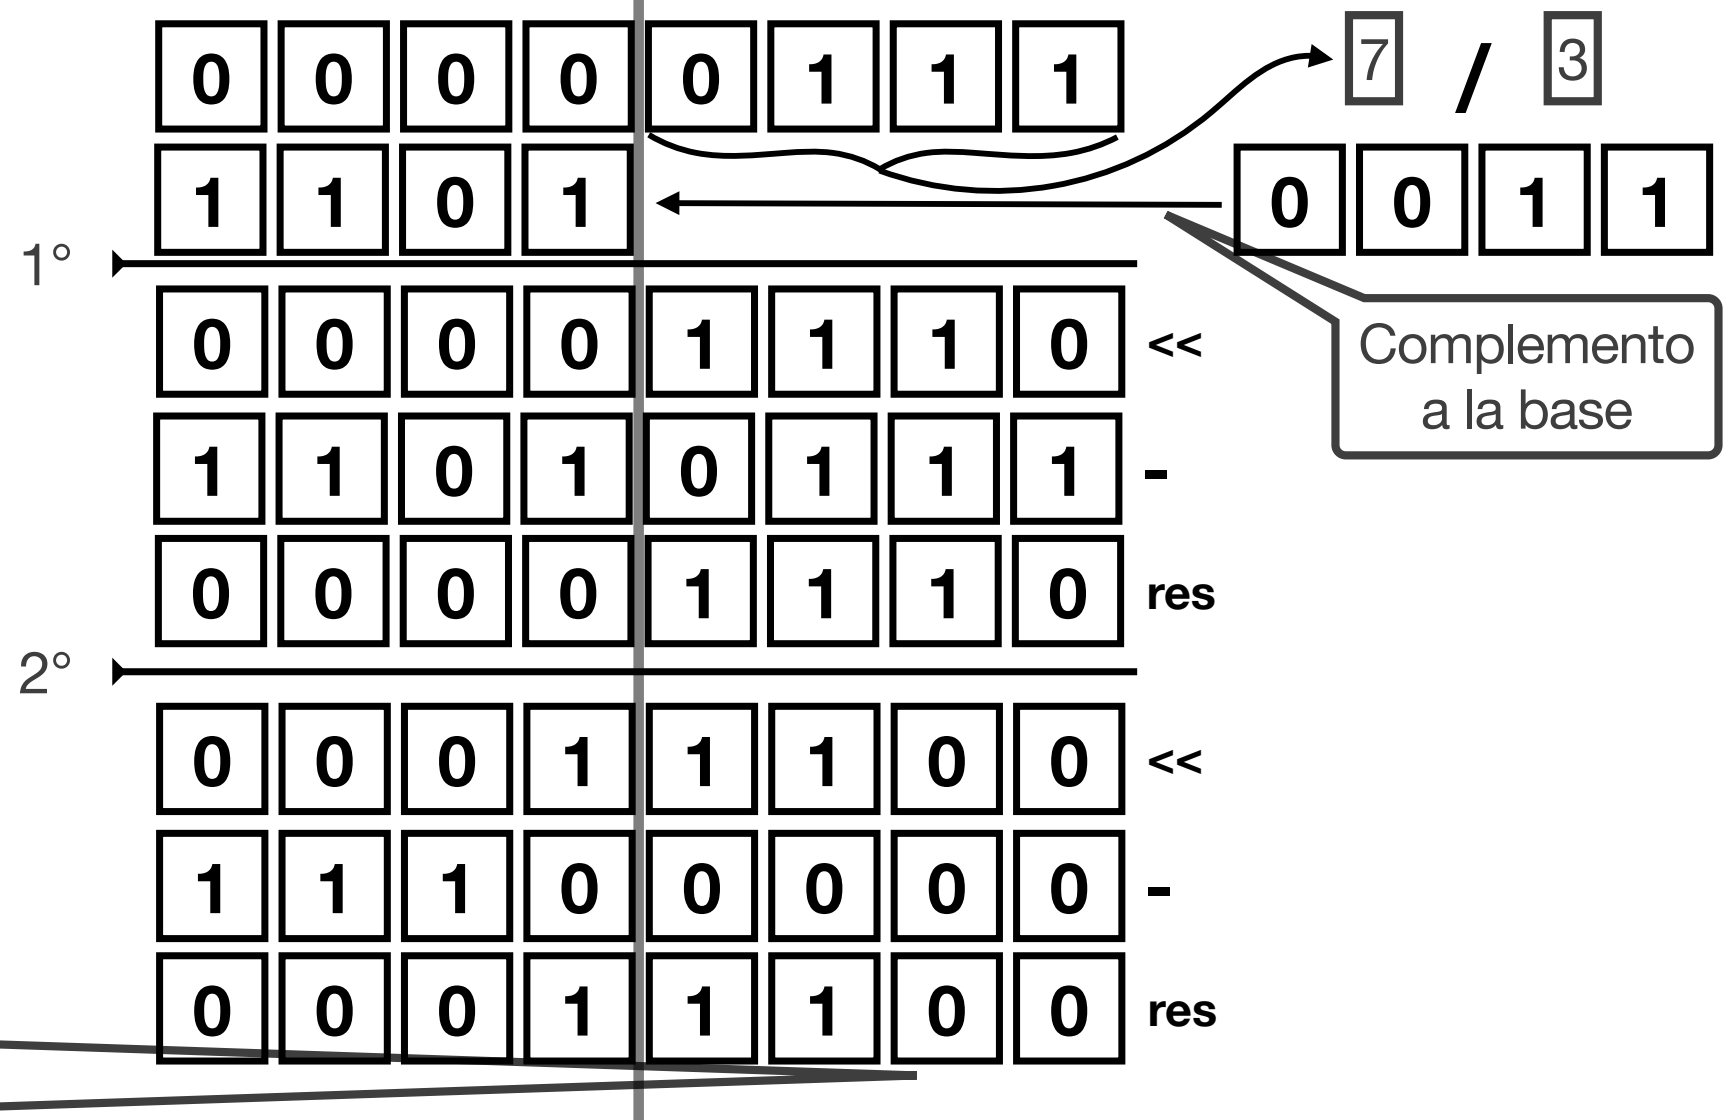 0 0 0 0 0 1 1 1 7 / 3
1 1 0 1 0 0 1 1
1°
0 0 0 0 1 1 1 0 <<
Complemento
a la base
1 1 0 1 0 1 1 1 -
0 0 0 0 1 1 1 0 res
2°
0 0 0 1 1 1 0 0 <<
1 1 1 0 0 0 0 0 -
0 0 0 1 1 1 0 0 res